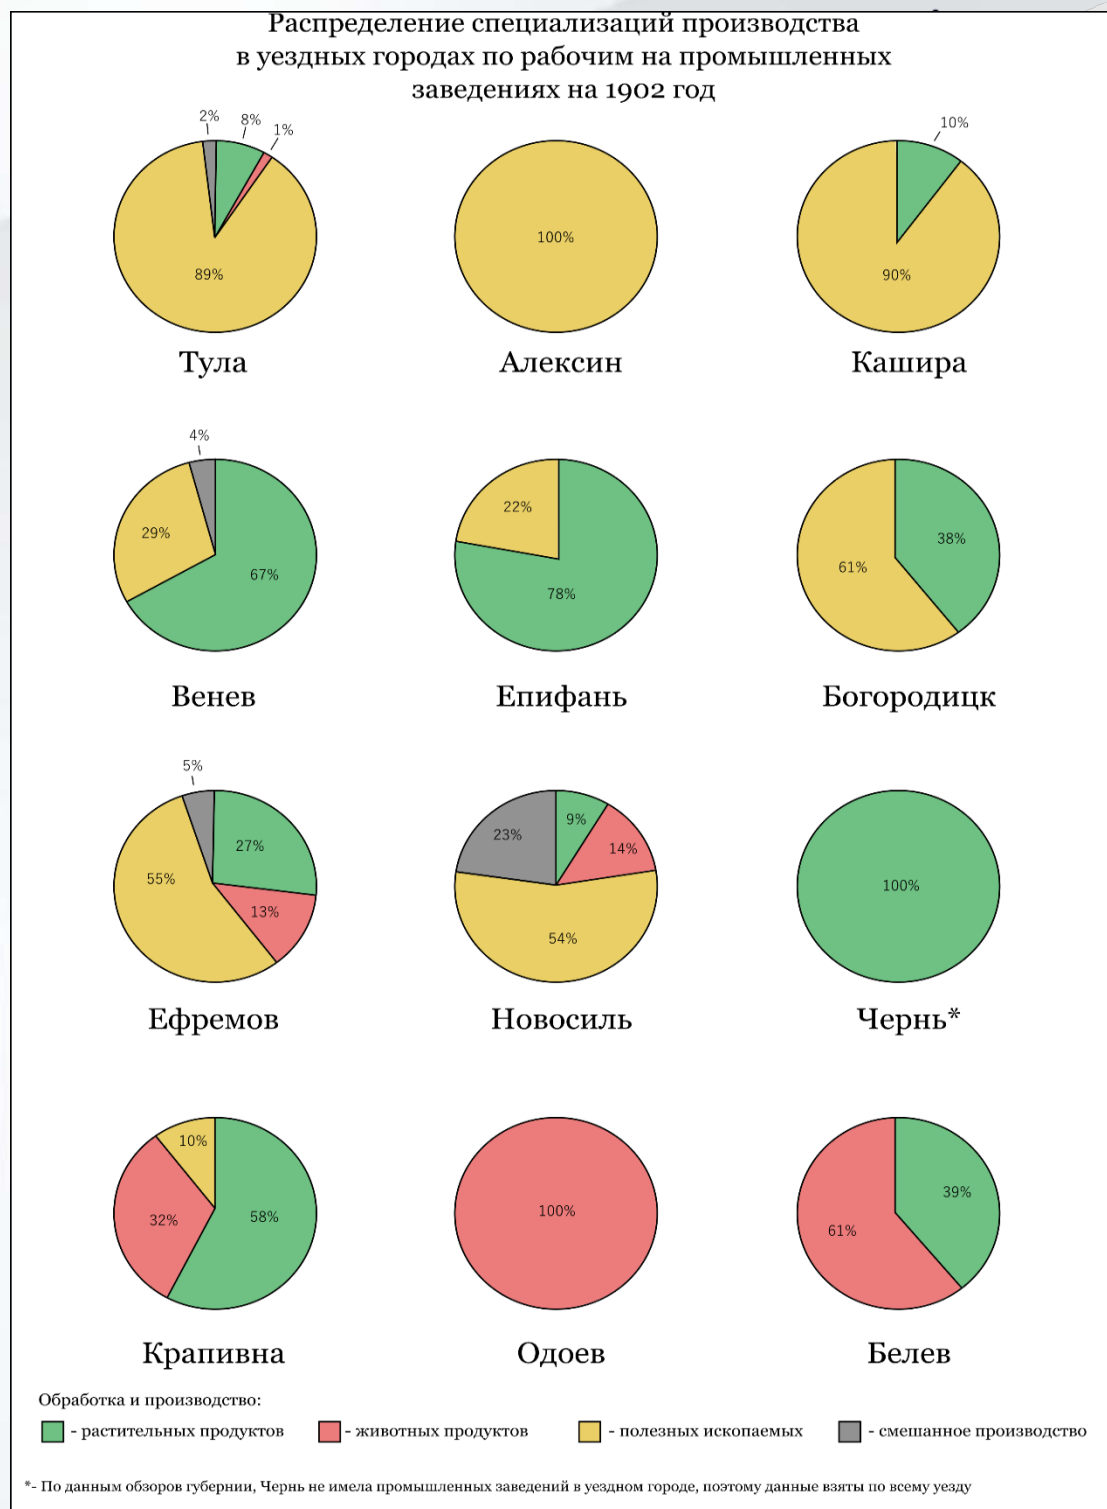 Распределение специализаций производства
в уездных городах по рабочим на промышленных
заведениях на 1902 год
2%
8%
1%
89%
Тула
100%
Алексин
10%
90%
Кашира
4%
29%
67%
Венев
22%
78%
Епифань
38%
61%
Богородицк
5%
27%
55%
13%
Ефремов
23%
9%
14%
54%
Новосиль
100%
Чернь*
10%
32%
58%
Крапивна
100%
Одоев
39%
61%
Белев
Обработка и производство:
- растительных продуктов - животных продуктов - полезных ископаемых - смешанное производство
*- По данным обзоров губернии, Чернь не имела промышленных заведений в уездном городе, поэтому данные взяты по всему уезду